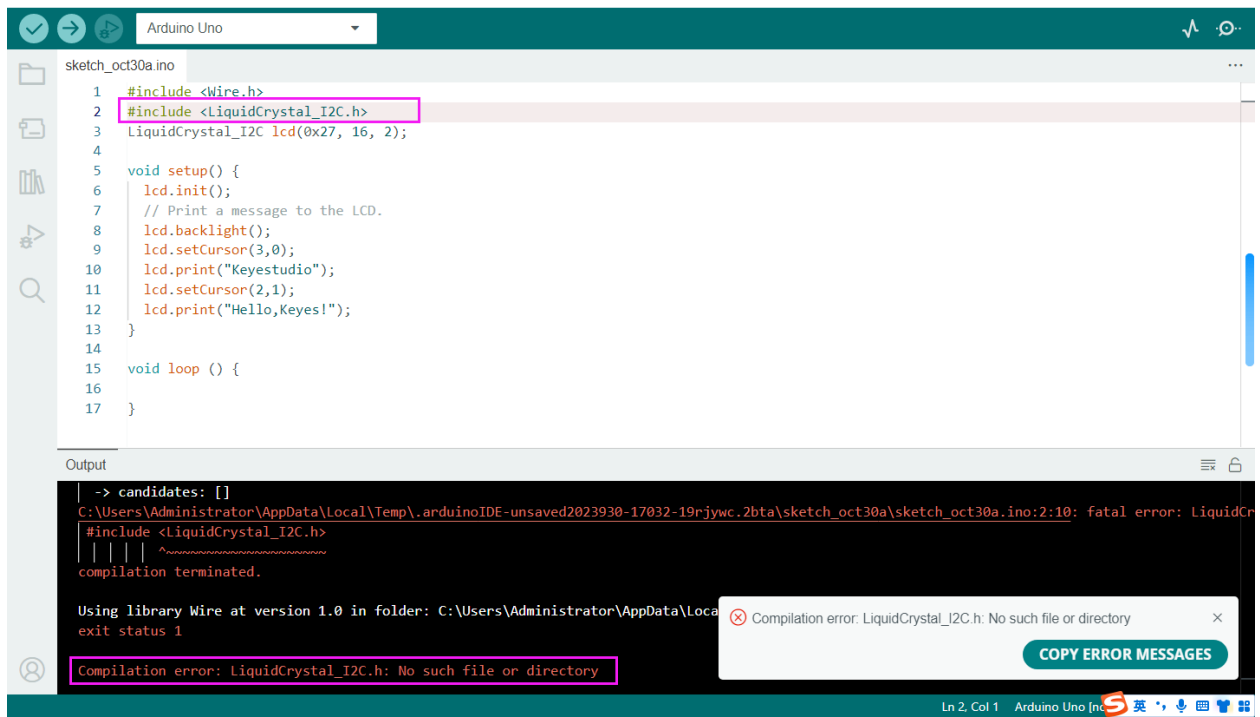 Arduino Uno
sketch_oct30a.ino
1 #include <Wire.h>
2 #include <LiquidCrystal_I2C.h>
3 LiquidCrystal_I2C lcd(0x27, 16, 2);
4
5 void setup() {
6 lcd.init();
7 // Print a message to the LCD.
8 lcd.backlight();
9 lcd.setCursor(3,0);
10 lcd.print("Keyestudio");
11 lcd.setCursor(2,1);
12 lcd.print("Hello,Keyes!");
13 }
14
15 void loop () {
16
17 }
Output
-> candidates: []
C:\Users\Administrator\AppData\Local\Temp\.arduinoIDE-unsaved2023930-17032-19rjywc.2bta\sketch_oct30a\sketch_oct30a.ino:2:10: fatal error: LiquidCr
#include <LiquidCrystal_I2C.h>
^~~~~~~~~~~~~~~~~~~~~
compilation terminated.
Using library Wire at version 1.0 in folder: C:\Users\Administrator\AppData\Loca
exit status 1
Compilation error: LiquidCrystal_I2C.h: No such file or directory
Compilation error: LiquidCrystal_I2C.h: No such file or directory
COPY ERROR MESSAGES
Ln 2, Col 1 Arduino Uno [no
S 英